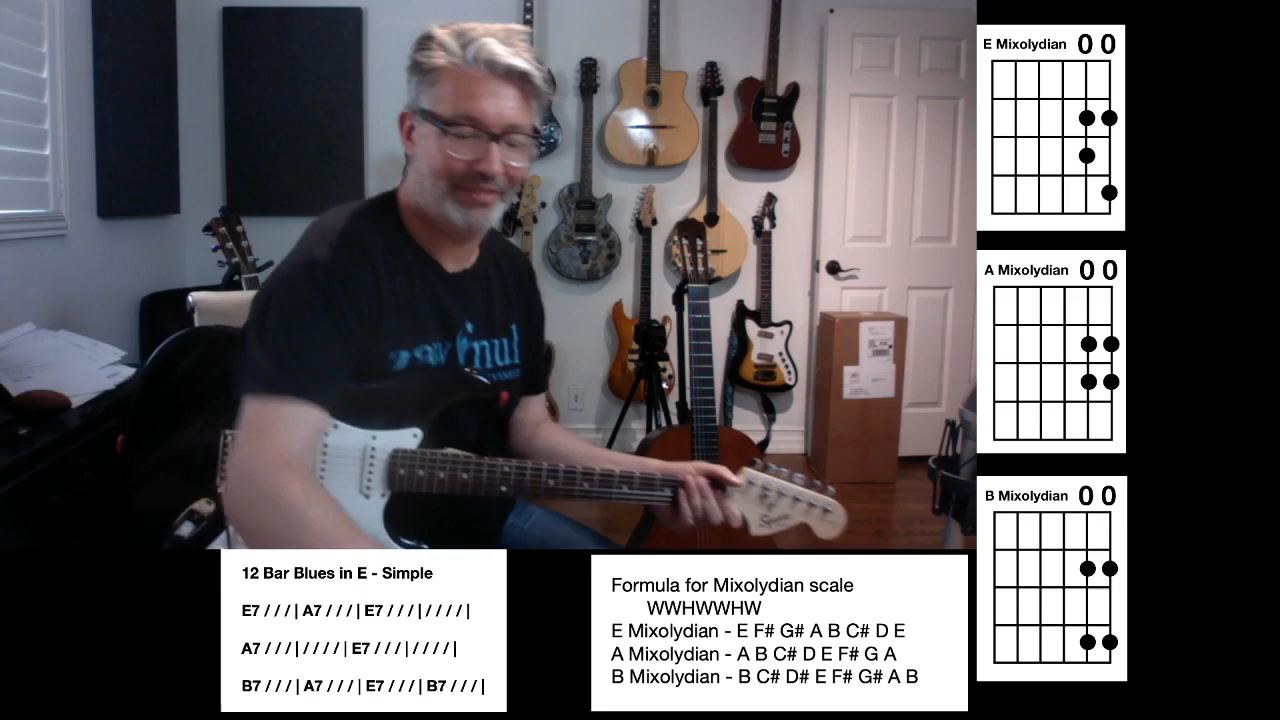 E Mixolydian 0 0
A Mixolydian 0 0
B Mixolydian 0 0
nul
12 Bar Blues in E - Simple
E7 / / / | A7 / / / | E7 / / / | / / / / |
A7 / / / | / / / / | E7 / / / | / / / / |
B7 / / / | A7 / / / | E7 / / / | B7 / / / |
Formula for Mixolydian scale
WWHWWHW
E Mixolydian - E F# G# A B C# D E
A Mixolydian - A B C# D E F# G A
B Mixolydian - B C# D# E F# G# A B